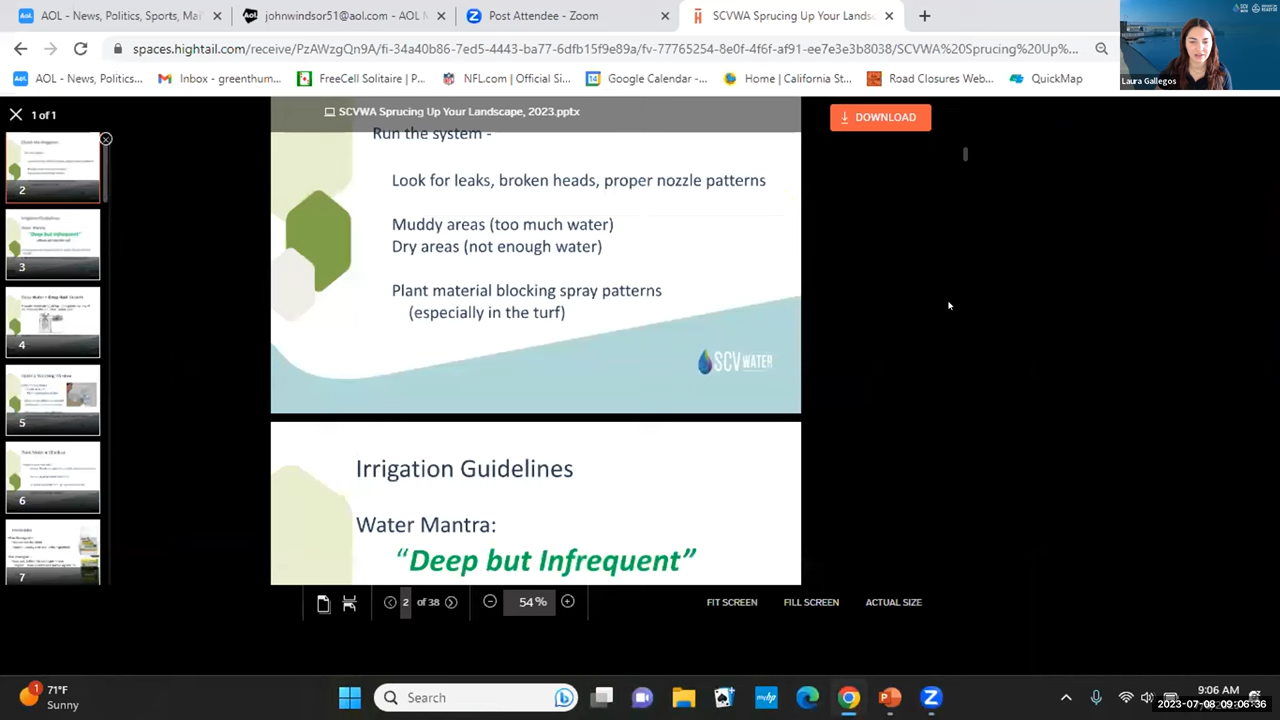 AOL - News, Politics, Sports, Mai
johnwindsor51@aol.com - AOL N
Post Attendee - Zoom
SCVWA Sprucing Up Your Landsc
spaces.hightail.com/receive/PzAWzgQn9A/fi-34a40b86-7ed5-4443-ba77-6dfb15f9e89a/fv-77765254-8e0f-4f6f-af91-ee7e3e3b8038/SCVWA%20Sprucing%20Up%...
AOL - News, Politics...
Inbox - greenthum...
FreeCell Solitaire | P...
NFL.com | Official Si...
Google Calendar -...
Home | California St...
Road Closures Web...
QuickMap
Laura Gallegos
1 of 1
SCVWA Sprucing Up Your Landscape, 2023.pptx
DOWNLOAD
2
3
4
5
6
7
Run the system -
Look for leaks, broken heads, proper nozzle patterns
Muddy areas (too much water)
Dry areas (not enough water)
Plant material blocking spray patterns
(especially in the turf)
SCV WATER
Irrigation Guidelines
Water Mantra:
"Deep but Infrequent"
2 of 38
54 %
FIT SCREEN
FILL SCREEN
ACTUAL SIZE
1
71°F
Sunny
Search
9:06 AM
2023-07-08 09:06:36